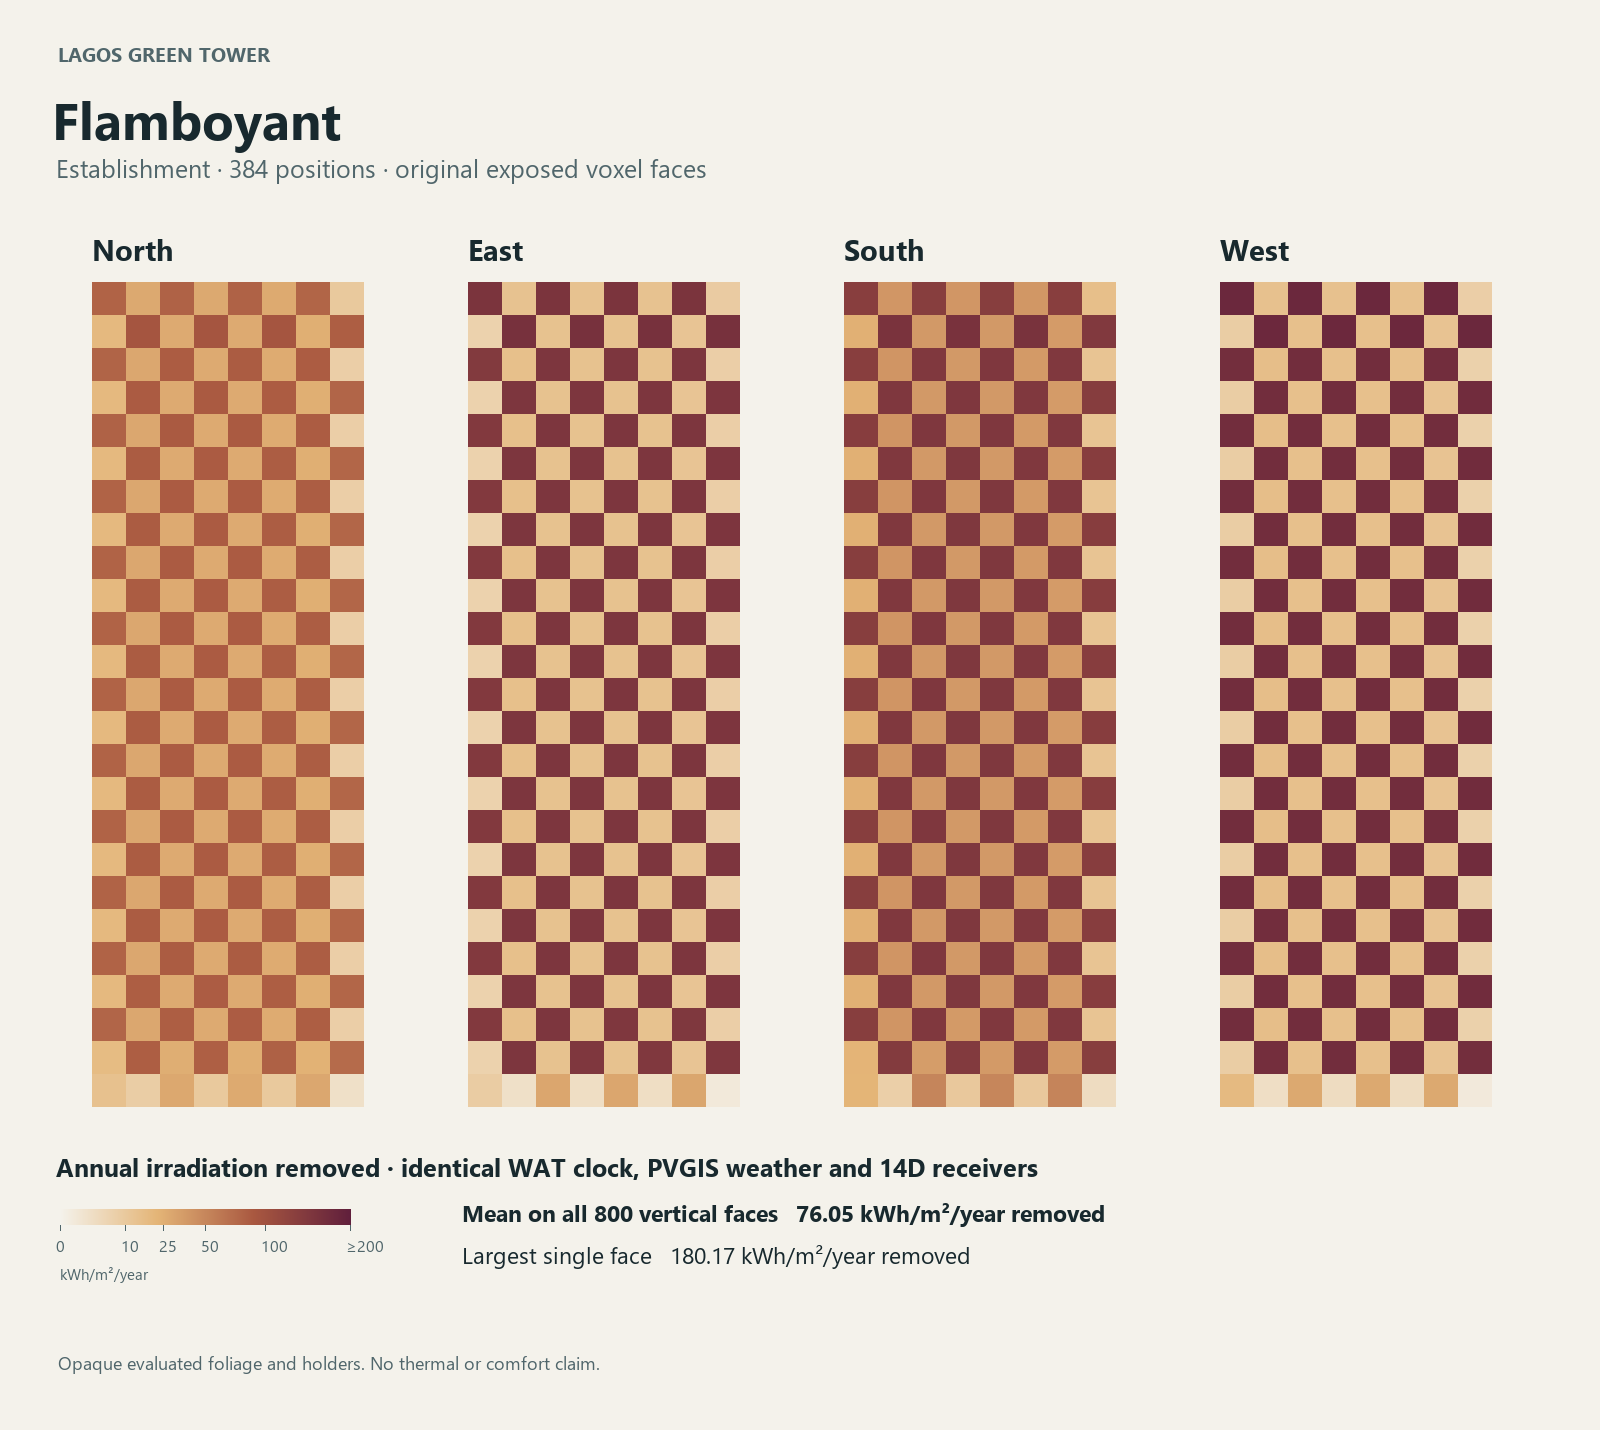 LAGOS GREEN TOWER
Flamboyant
Establishment · 384 positions · original exposed voxel faces
North East South West
Annual irradiation removed · identical WAT clock, PVGIS weather and 14D receivers
Mean on all 800 vertical faces 76.05 kWh/m²/year removed
0 10 25 50 100 ≥200
Largest single face 180.17 kWh/m²/year removed
kWh/m²/year
Opaque evaluated foliage and holders. No thermal or comfort claim.